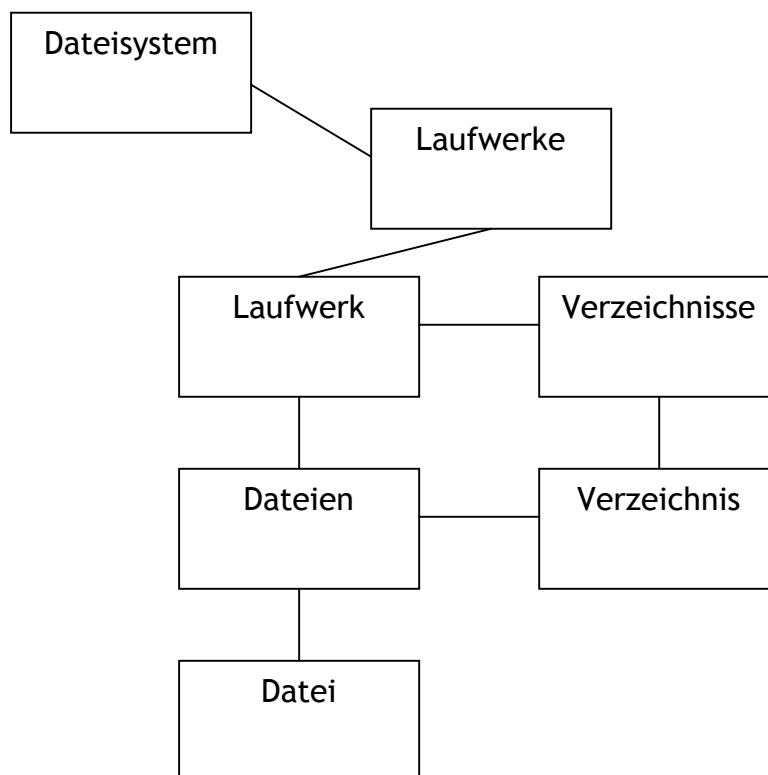 Dateisystem
Laufwerke
Laufwerk
Verzeichnisse
Dateien
Verzeichnis
Datei